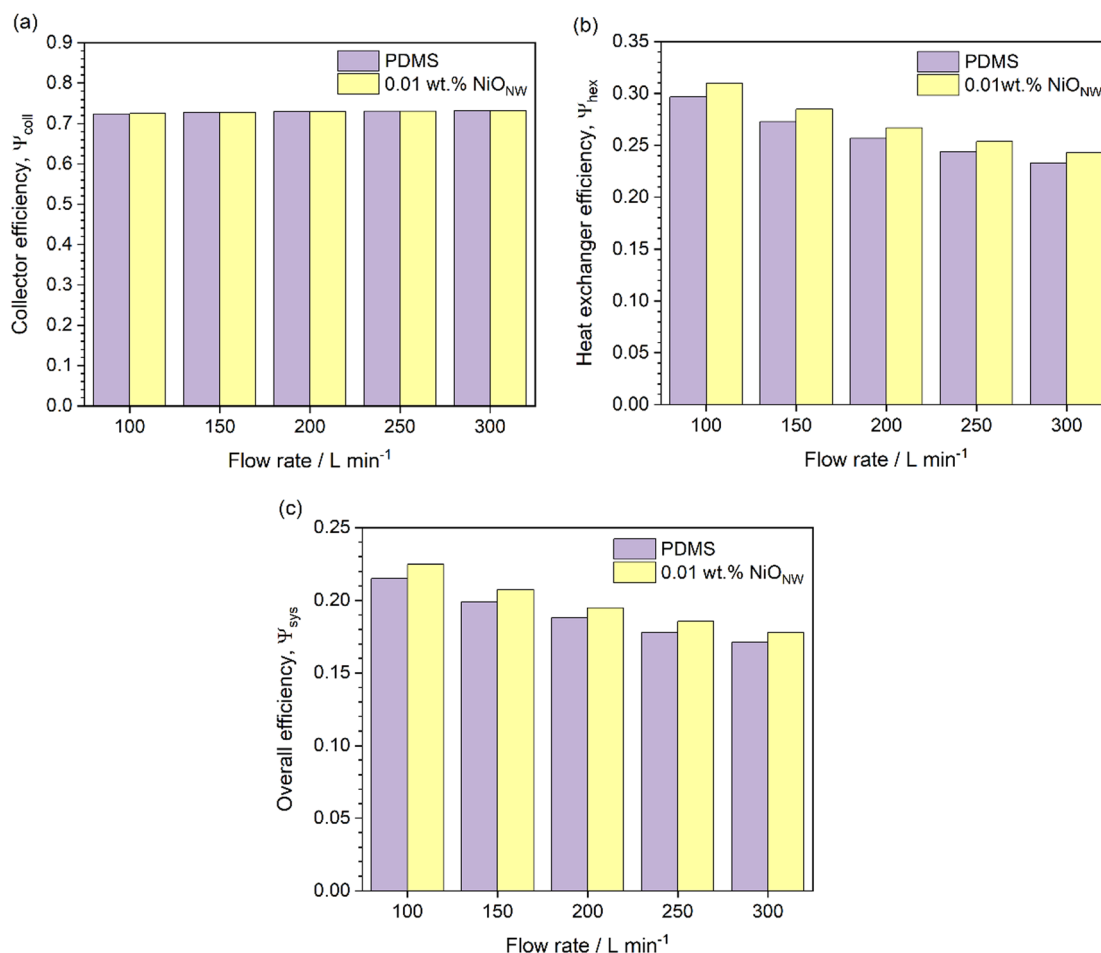 (a)
0.9
0.8
0.7
0.6
0.5
0.4
0.3
0.2
0.1
0.0
Collector efficiency, Ψcoll
PDMS
0.01 wt.% NiONW
100 150 200 250 300
Flow rate / L min-1
(b)
0.35
0.30
0.25
0.20
0.15
0.10
0.05
0.00
Heat exchanger efficiency, Ψhex
PDMS
0.01wt.% NiONW
100 150 200 250 300
Flow rate / L min-1
(c)
0.25
0.20
0.15
0.10
0.05
0.00
Overall efficiency, Ψsys
PDMS
0.01 wt.% NiONW
100 150 200 250 300
Flow rate / L min-1